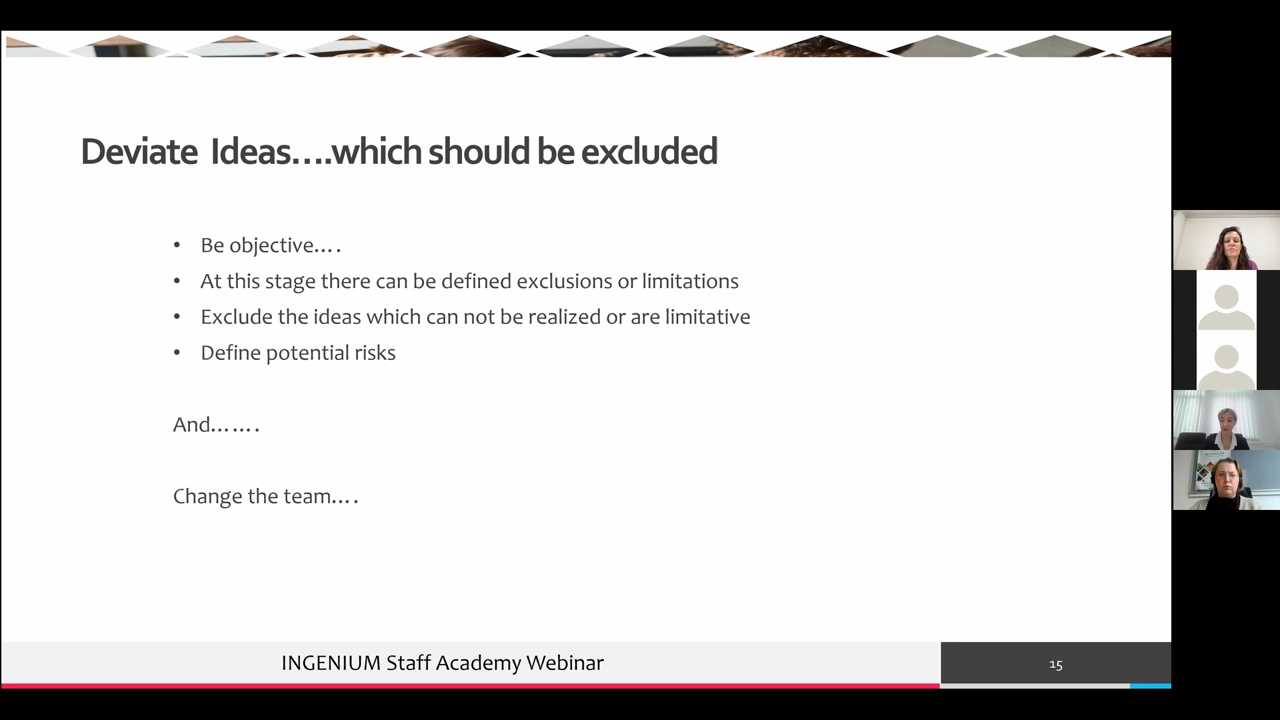 Deviate Ideas….which should be excluded
• Be objective….
• At this stage there can be defined exclusions or limitations
• Exclude the ideas which can not be realized or are limitative
• Define potential risks
And…….
Change the team….
INGENIUM Staff Academy Webinar
15